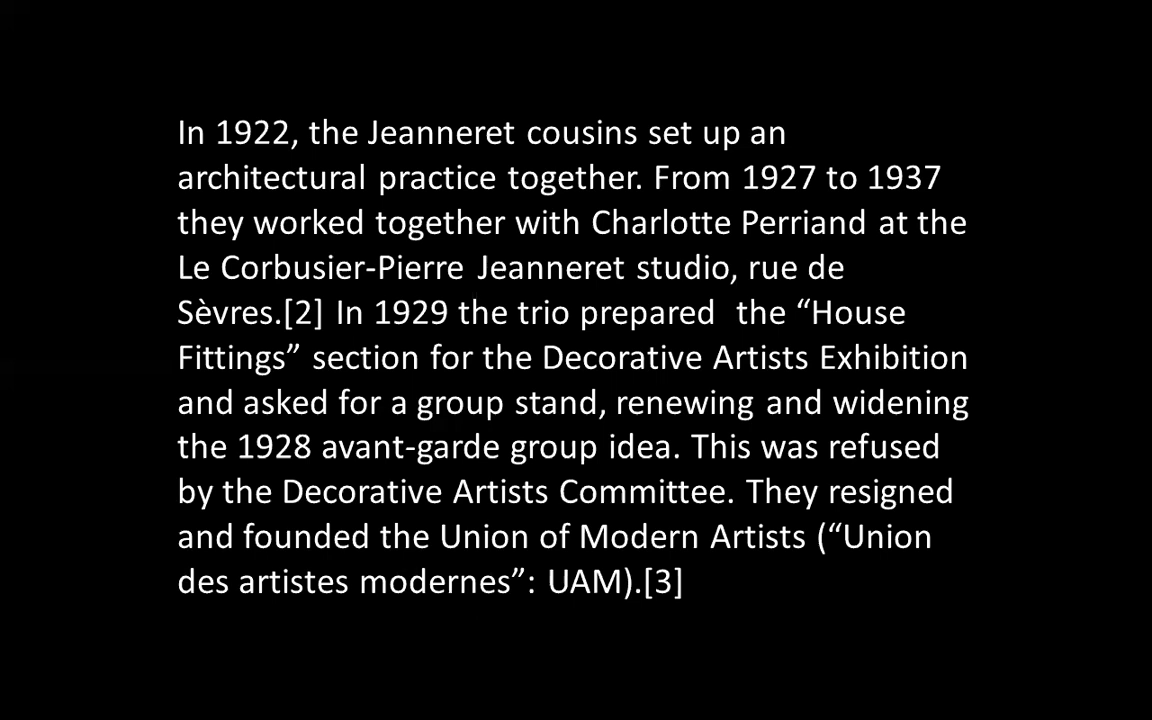 In 1922, the Jeanneret cousins set up an
architectural practice together. From 1927 to 1937
they worked together with Charlotte Perriand at the
Le Corbusier-Pierre Jeanneret studio, rue de
Sèvres.[2] In 1929 the trio prepared  the “House
Fittings” section for the Decorative Artists Exhibition
and asked for a group stand, renewing and widening
the 1928 avant-garde group idea. This was refused
by the Decorative Artists Committee. They resigned
and founded the Union of Modern Artists (“Union
des artistes modernes”: UAM).[3]